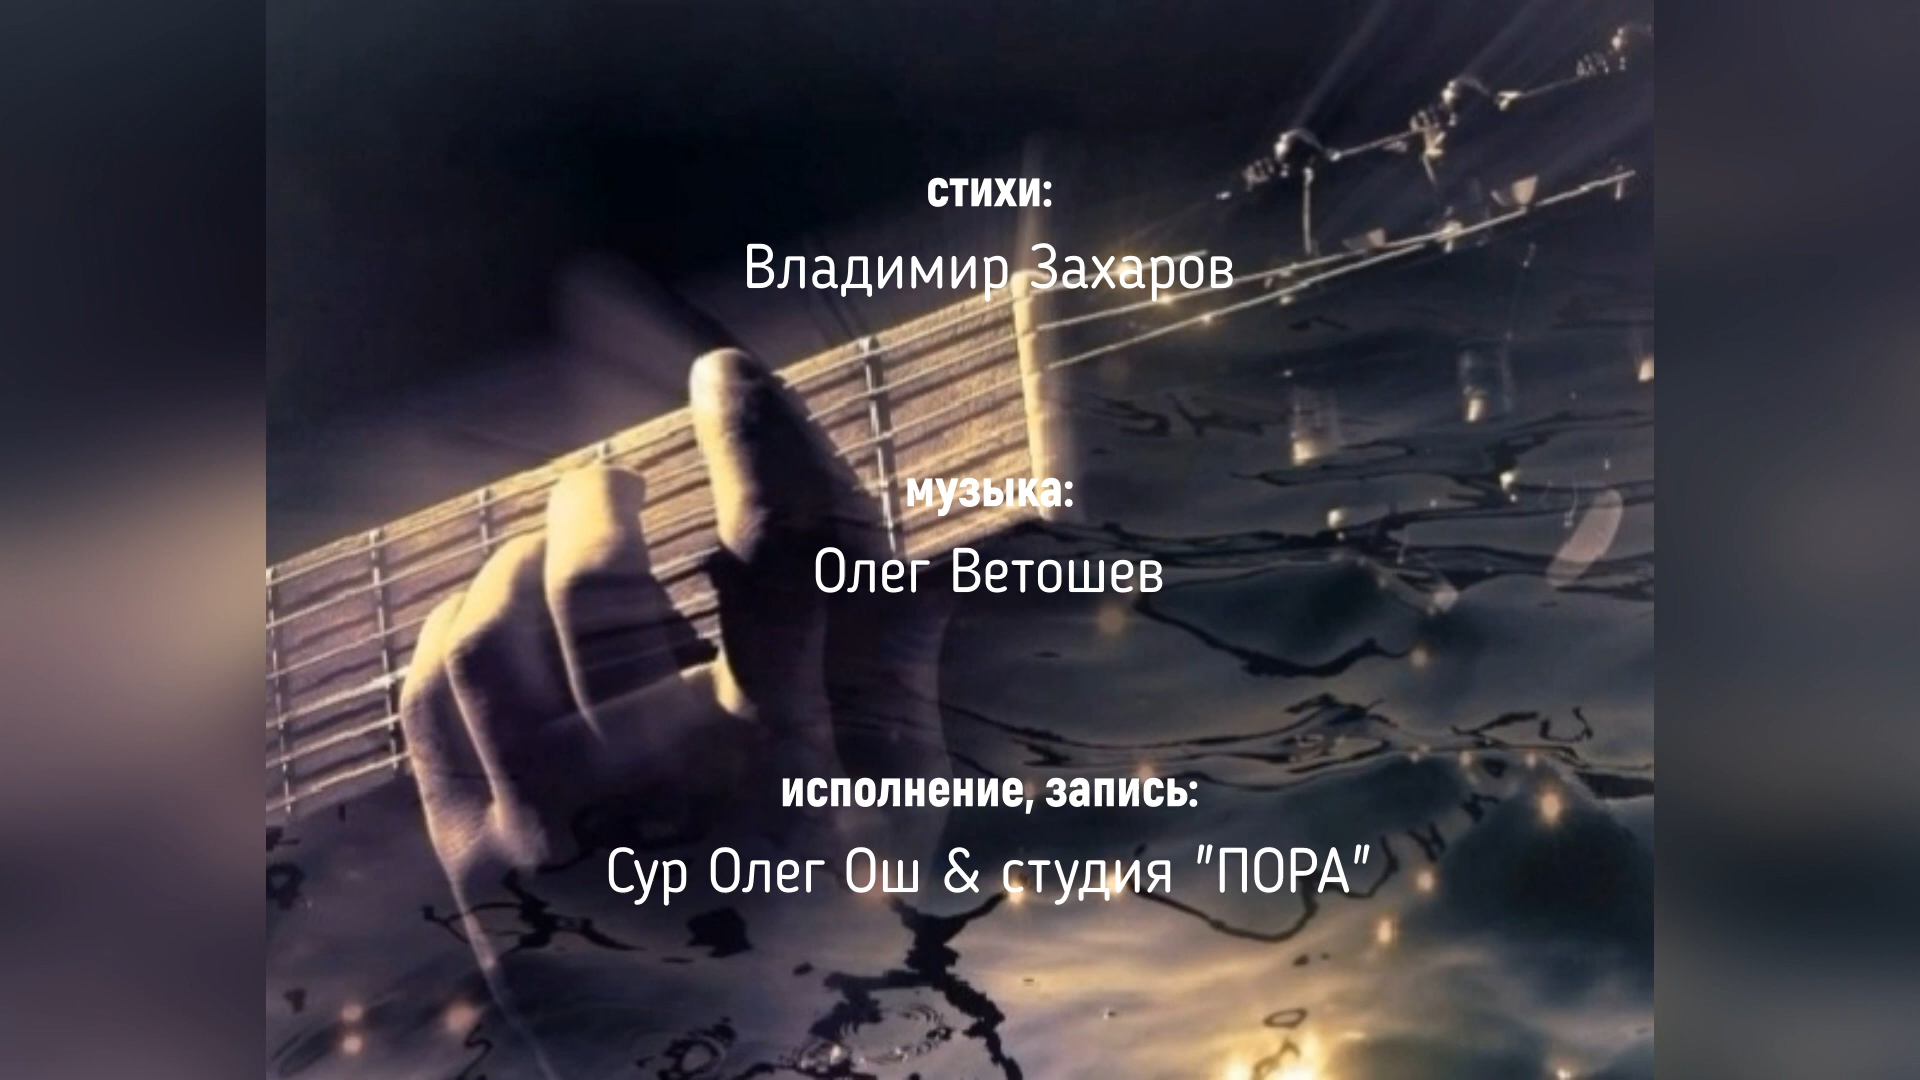 стихи:
Владимир Захаров
музыка:
Олег Ветошев
исполнение, запись:
Сур Олег Ош & студия "ПОРА"